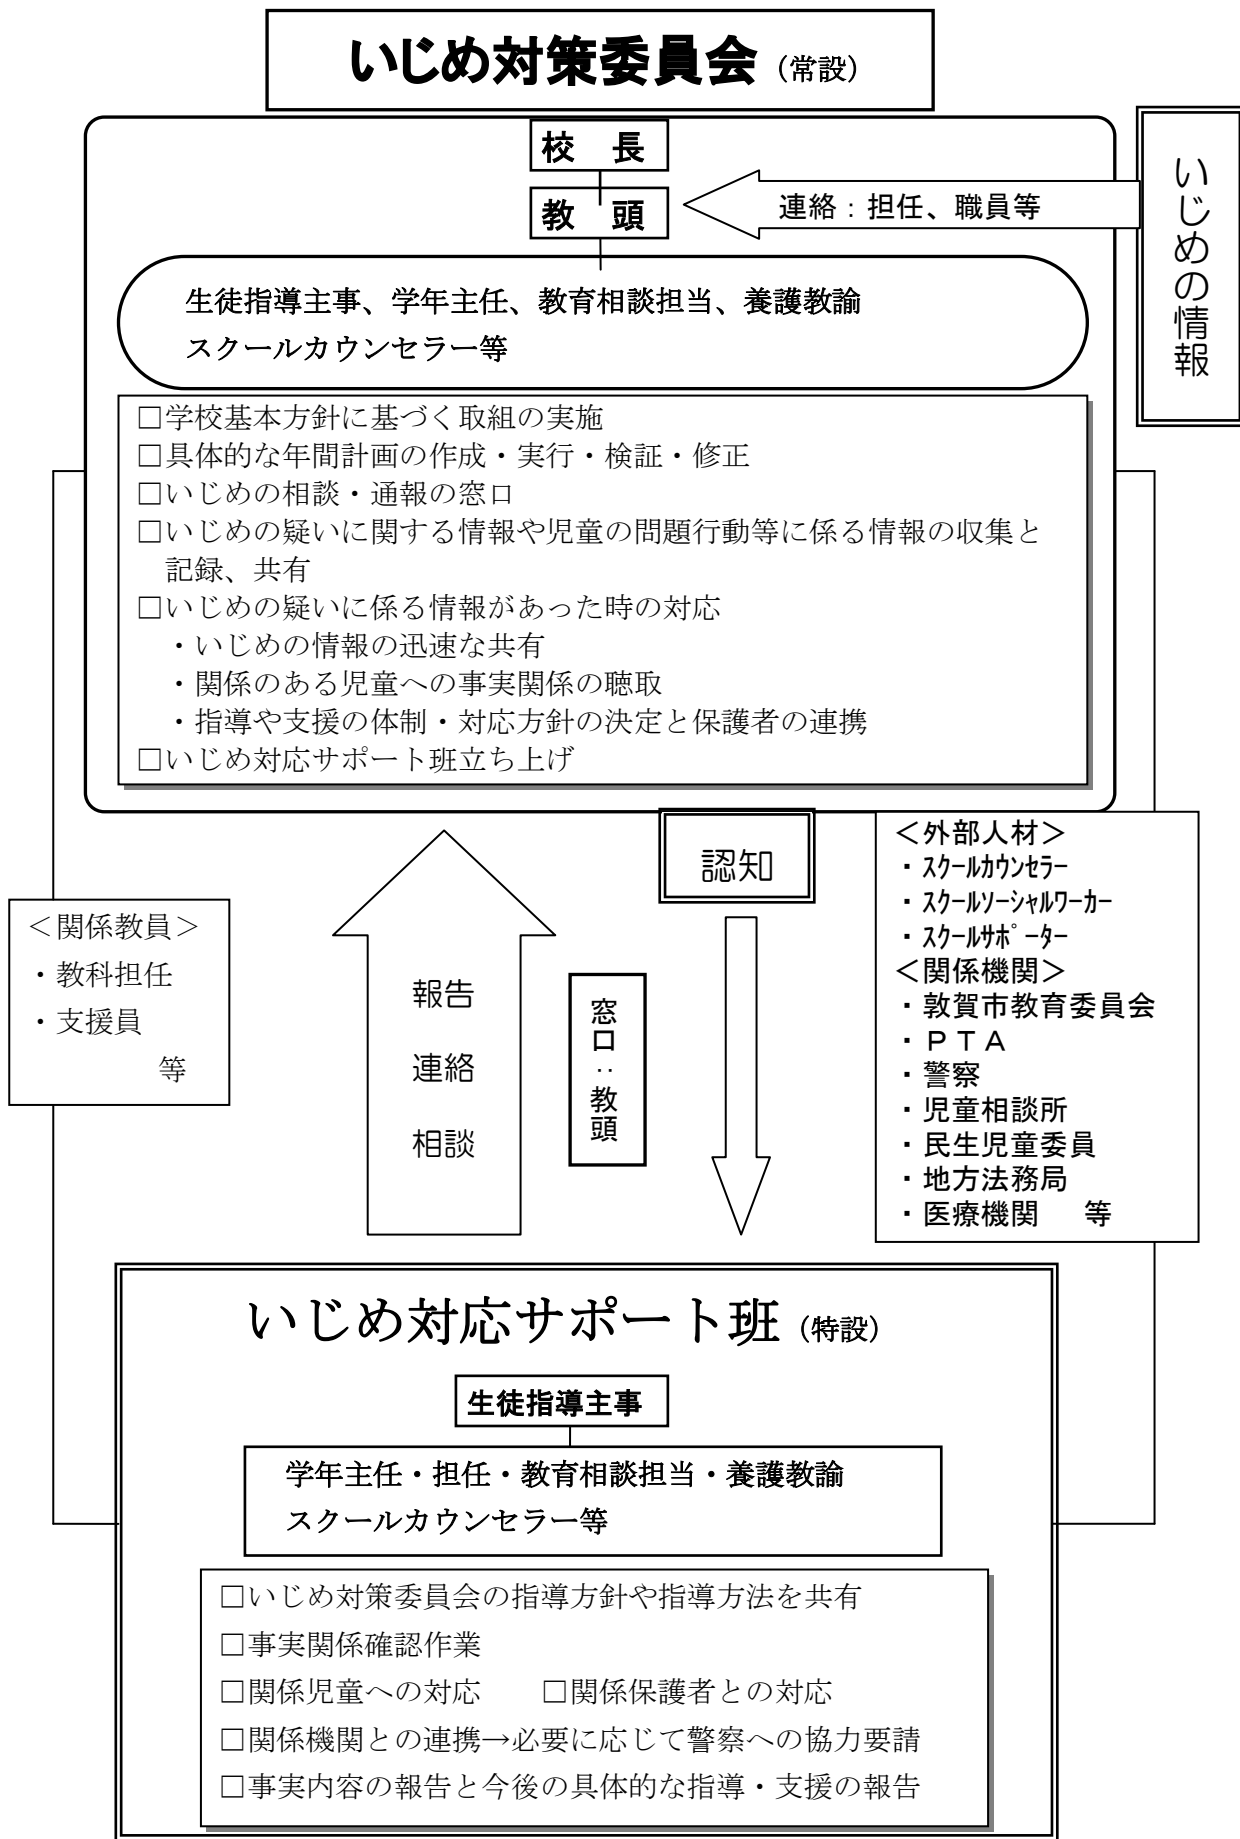 いじめ対策委員会（常設）
校　長
教　頭
連絡：担任、職員等
いじめの情報
生徒指導主事、学年主任、教育相談担当、養護教諭
スクールカウンセラー等
□学校基本方針に基づく取組の実施
□具体的な年間計画の作成・実行・検証・修正
□いじめの相談・通報の窓口
□いじめの疑いに関する情報や児童の問題行動等に係る情報の収集と
記録、共有
□いじめの疑いに係る情報があった時の対応
・いじめの情報の迅速な共有
・関係のある児童への事実関係の聴取
・指導や支援の体制・対応方針の決定と保護者の連携
□いじめ対応サポート班立ち上げ
認知
＜外部人材＞
・スクールカウンセラー
・スクールソーシャルワーカー
・スクールサポーター
＜関係機関＞
・敦賀市教育委員会
・ＰＴＡ
・警察
・児童相談所
・民生児童委員
・地方法務局
・医療機関　等
＜関係教員＞
・教科担任
・支援員
等
報告
連絡
相談
窓口：教頭
いじめ対応サポート班（特設）
生徒指導主事
学年主任・担任・教育相談担当・養護教諭
スクールカウンセラー等
□いじめ対策委員会の指導方針や指導方法を共有
□事実関係確認作業
□関係児童への対応　　□関係保護者との対応
□関係機関との連携→必要に応じて警察への協力要請
□事実内容の報告と今後の具体的な指導・支援の報告